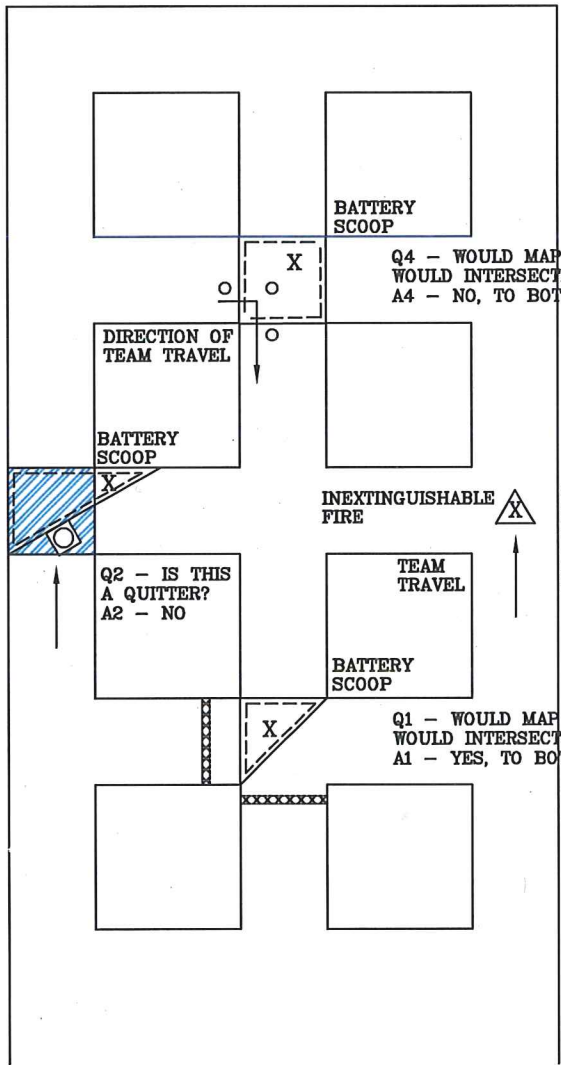 BATTERY
SCOOP
X
Q4 – WOULD MAP
WOULD INTERSECT
A4 – NO, TO BOT
DIRECTION OF
TEAM TRAVEL
BATTERY
SCOOP
X
INEXTINGUISHABLE
FIRE
X
Q2 – IS THIS
A QUITTER?
A2 – NO
TEAM
TRAVEL
BATTERY
SCOOP
X
Q1 – WOULD MAP
WOULD INTERSECT
A1 – YES, TO BO